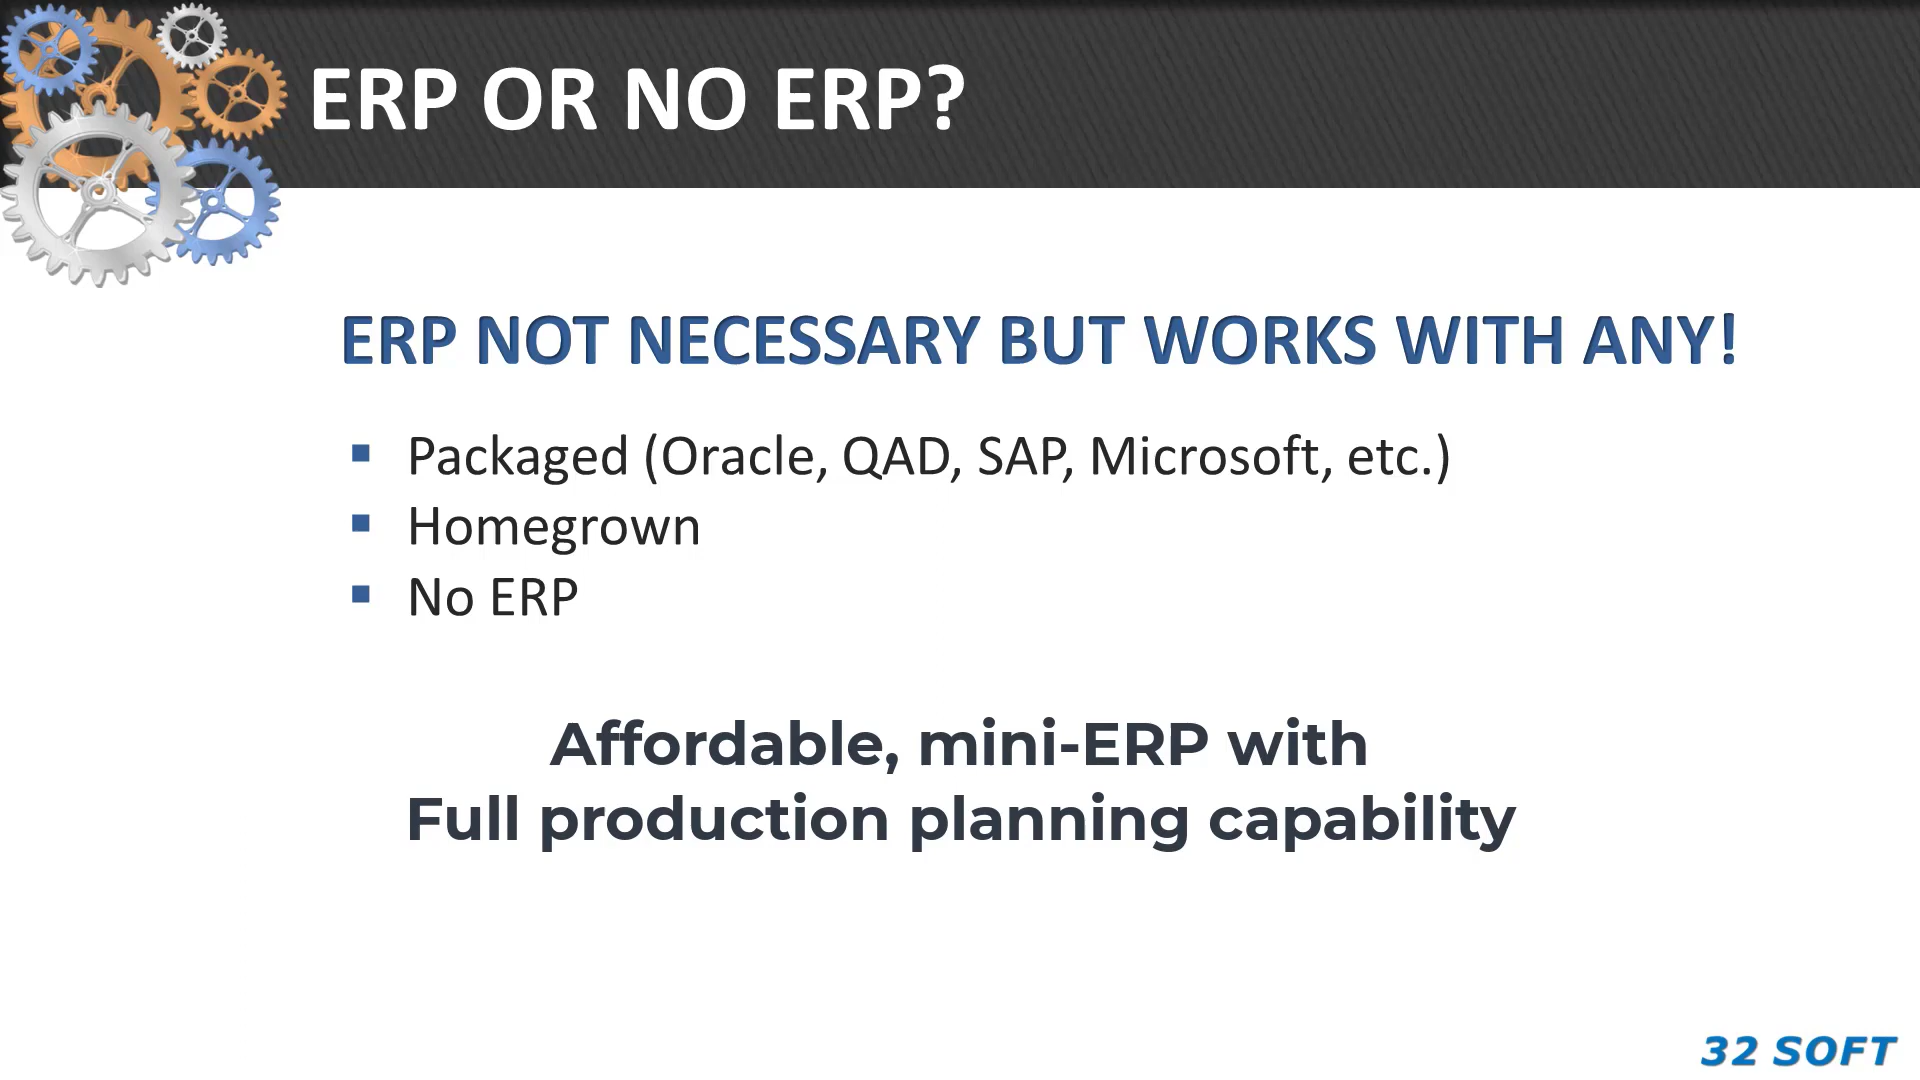 ERP OR NO ERP?
ERP NOT NECESSARY BUT WORKS WITH ANY!
▪ Packaged (Oracle, QAD, SAP, Microsoft, etc.)
▪ Homegrown
▪ No ERP
Affordable, mini-ERP with
Full production planning capability
32 SOFT